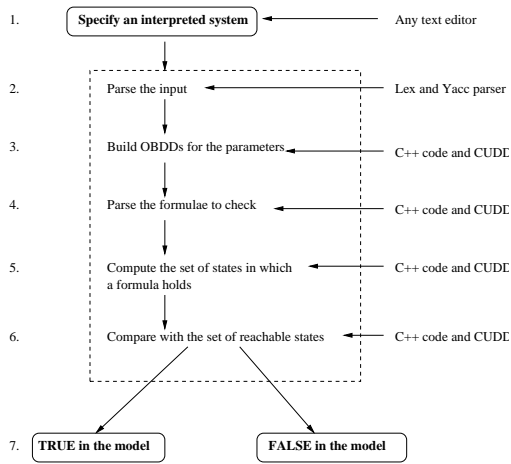 1. Specify an interpreted system Any text editor
2. Parse the input Lex and Yacc parser
3. Build OBDDs for the parameters C++ code and CUDD
4. Parse the formulae to check C++ code and CUDD
5. Compute the set of states in which C++ code and CUDD
a formula holds
6. Compare with the set of reachable states C++ code and CUDD
7. TRUE in the model FALSE in the model